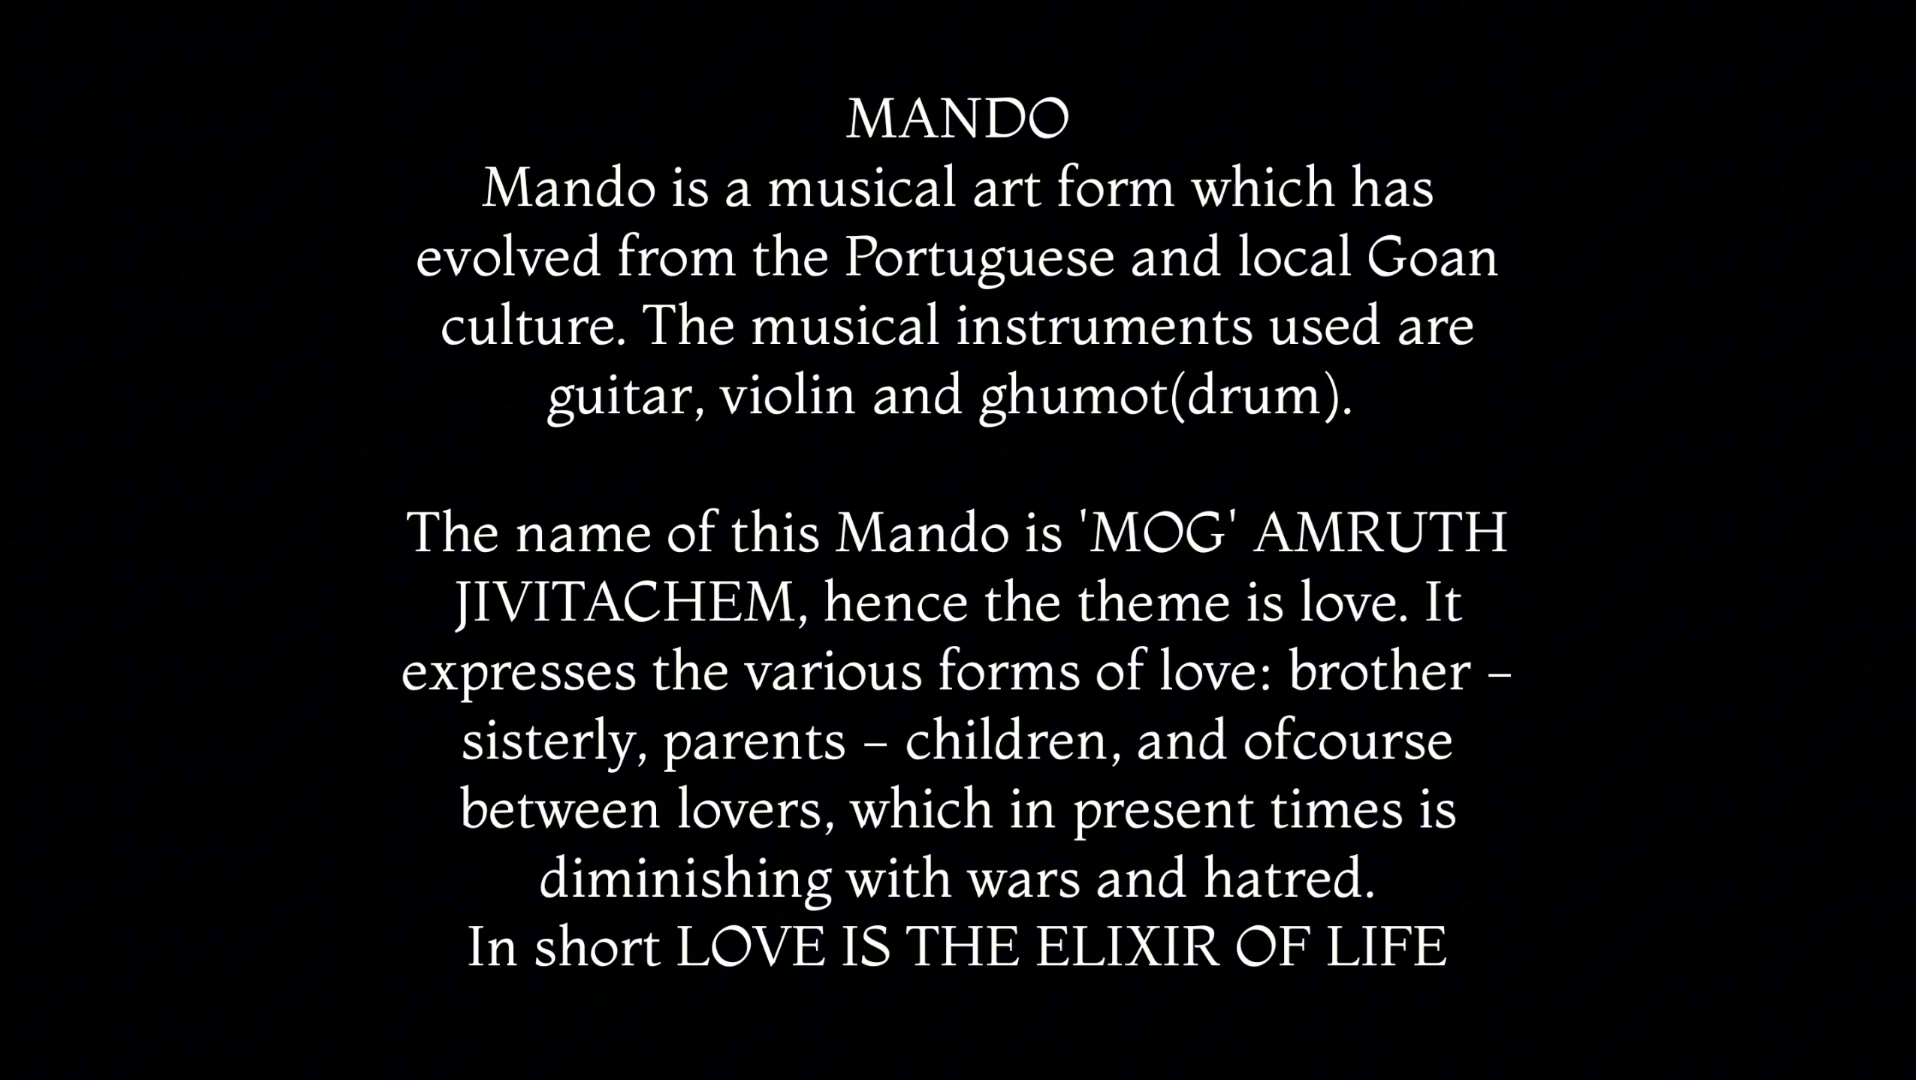 MANDO
Mando is a musical art form which has
evolved from the Portuguese and local Goan
culture. The musical instruments used are
guitar, violin and ghumot(drum).
The name of this Mando is 'MOG' AMRUTH
JIVITACHEM, hence the theme is love. It
expresses the various forms of love: brother –
sisterly, parents – children, and ofcourse
between lovers, which in present times is
diminishing with wars and hatred.
In short LOVE IS THE ELIXIR OF LIFE